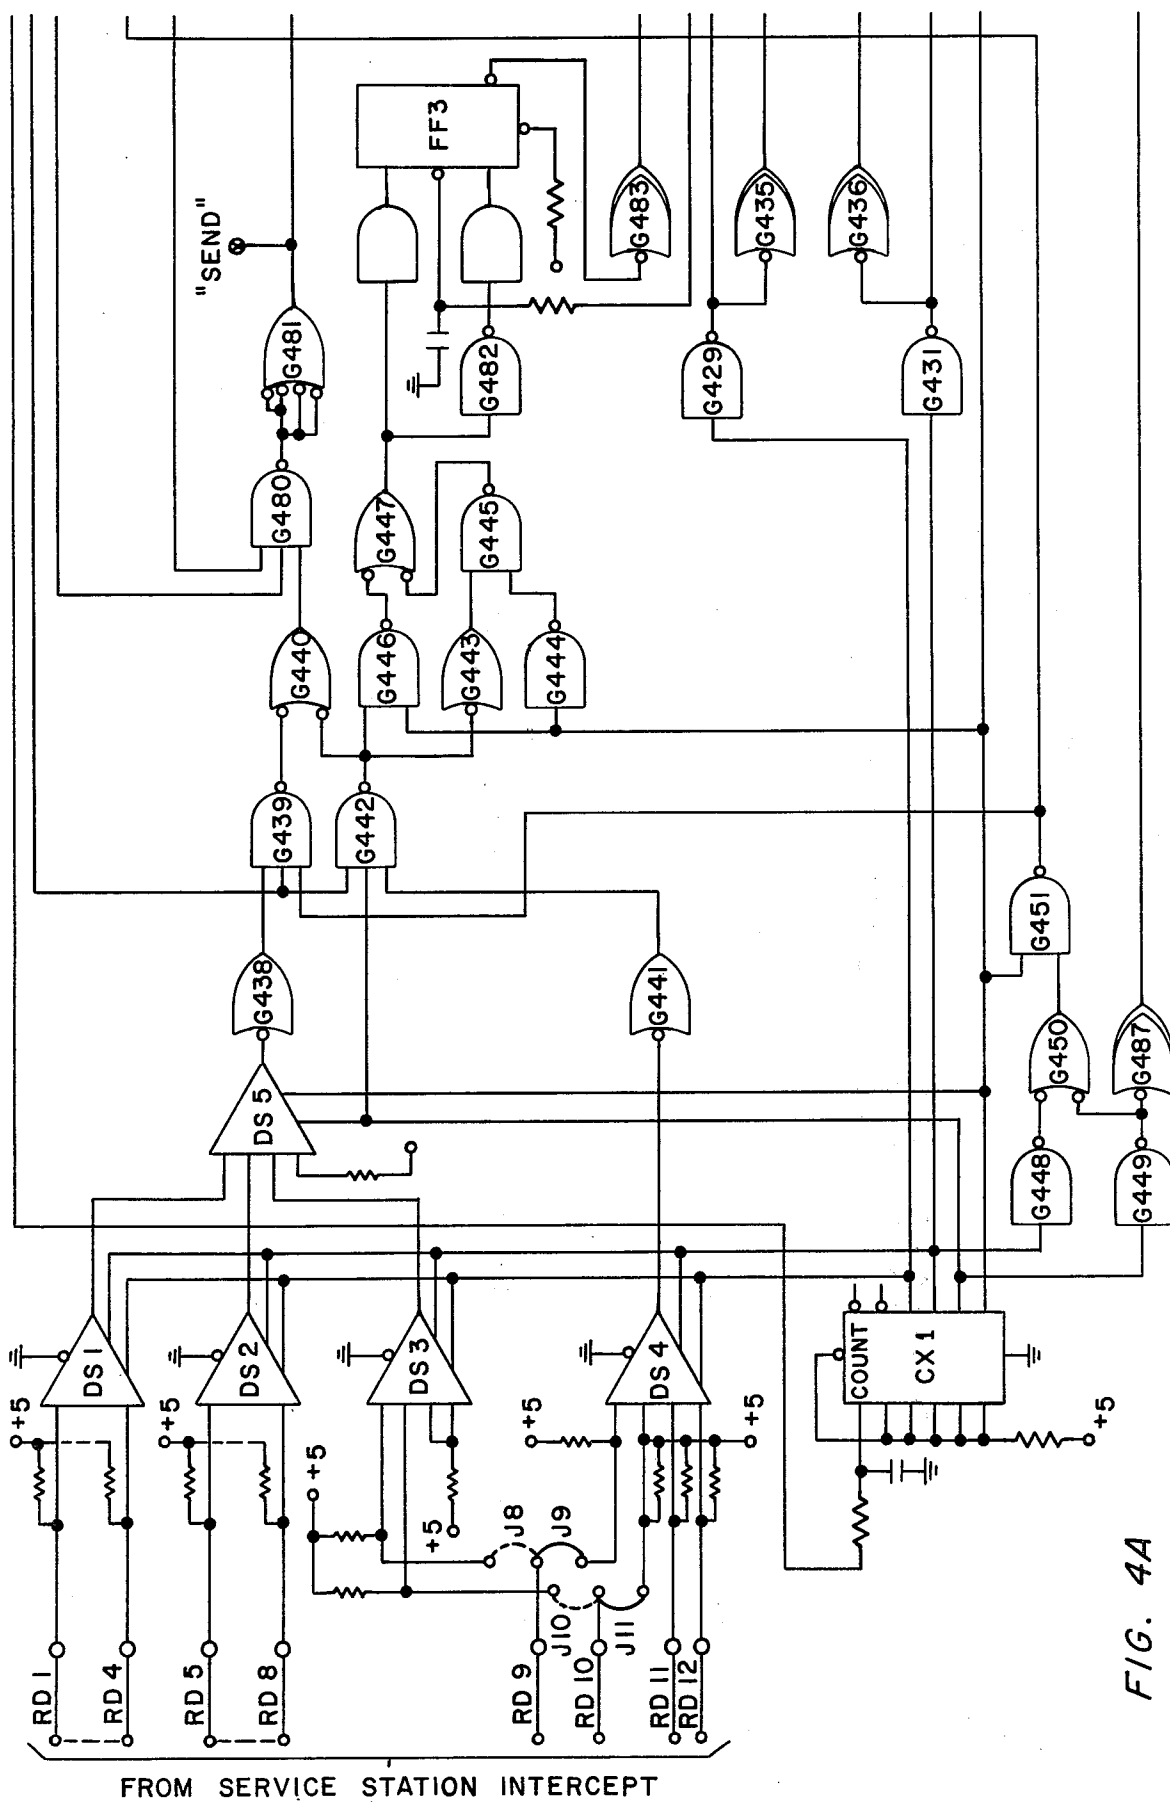 "SEND"
FF3
G481
G483
G435
G436
G480
G482
G429
G431
G447
G445
G440
G446
G443
G444
G439
G442
G451
G438
G441
G450
G487
DS 5
G448
G449
DS 1
DS 2
DS 3
DS 4
COUNT
CX 1
+5
+5
+5
+5
+5
+5
+5
J8
J9
J10
J11
RD 1
RD 4
RD 5
RD 8
RD 9
RD 10
RD 11
RD 12
FROM SERVICE STATION INTERCEPT
FIG. 4A